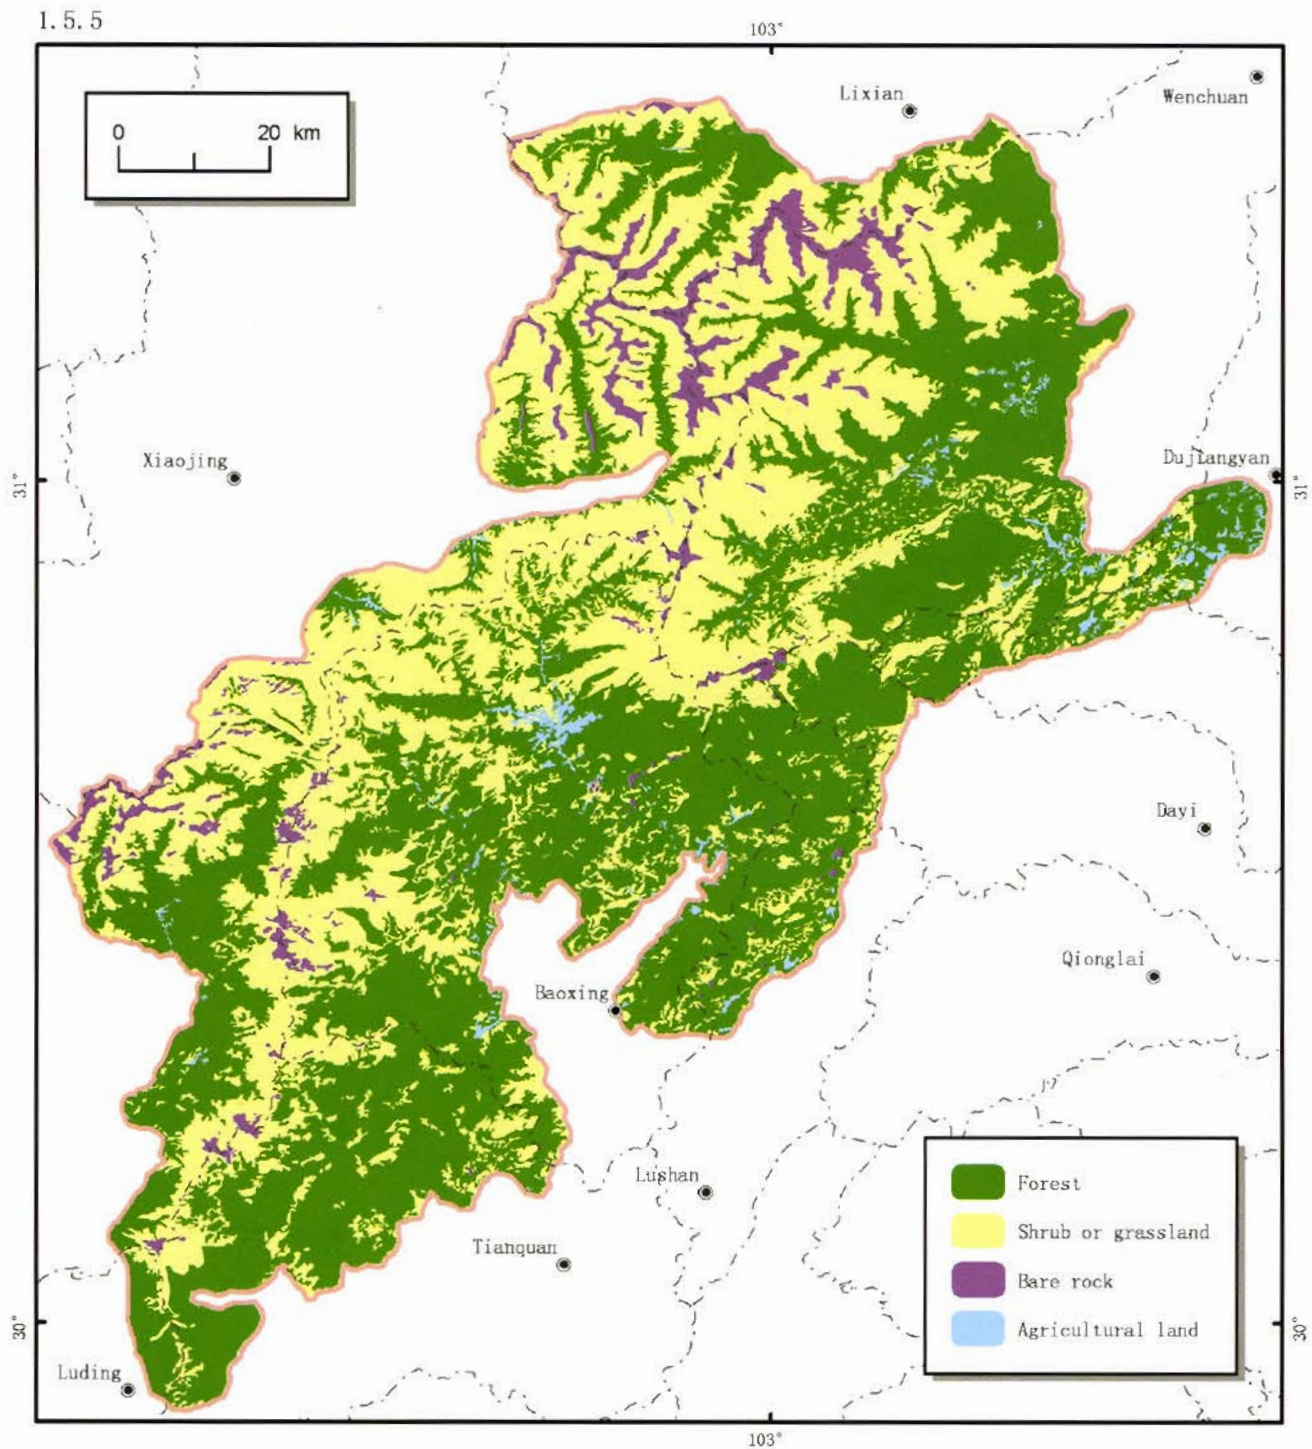 1.5.5
103°
0 20 km
Lixian
Wenchuan
Xiaojing
Dujiangyan
31°
31°
Dayi
Qionglai
Baoxing
Lushan
Tianquan
Luding
30°
30°
Forest
Shrub or grassland
Bare rock
Agricultural land
103°